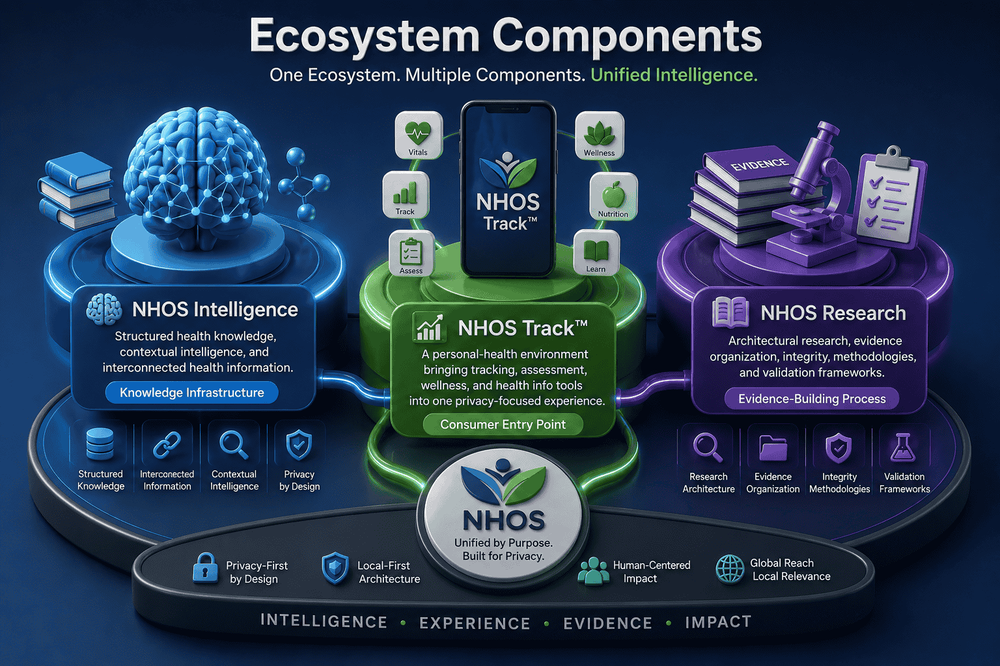 Ecosystem Components
One Ecosystem. Multiple Components. Unified Intelligence.
Vitals
Track
Assess
NHOS
Track™
Wellness
Nutrition
Learn
EVIDENCE
NHOS Intelligence
Structured health knowledge,
contextual intelligence, and
interconnected health information.
Knowledge Infrastructure
Structured
Knowledge
Interconnected
Information
Contextual
Intelligence
Privacy
by Design
NHOS Track™
A personal-health environment
bringing tracking, assessment,
wellness, and health info tools
into one privacy-focused experience.
Consumer Entry Point
NHOS Research
Architectural research, evidence
organization, integrity, methodologies,
and validation frameworks.
Evidence-Building Process
Research
Architecture
Evidence
Organization
Integrity
Methodologies
Validation
Frameworks
NHOS
Unified by Purpose.
Built for Privacy.
Privacy-First
by Design
Local-First
Architecture
Human-Centered
Impact
Global Reach
Local Relevance
INTELLIGENCE • EXPERIENCE • EVIDENCE • IMPACT